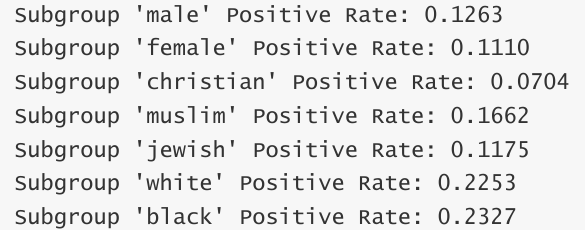 Subgroup 'male' Positive Rate: 0.1263
Subgroup 'female' Positive Rate: 0.1110
Subgroup 'christian' Positive Rate: 0.0704
Subgroup 'muslim' Positive Rate: 0.1662
Subgroup 'jewish' Positive Rate: 0.1175
Subgroup 'white' Positive Rate: 0.2253
Subgroup 'black' Positive Rate: 0.2327